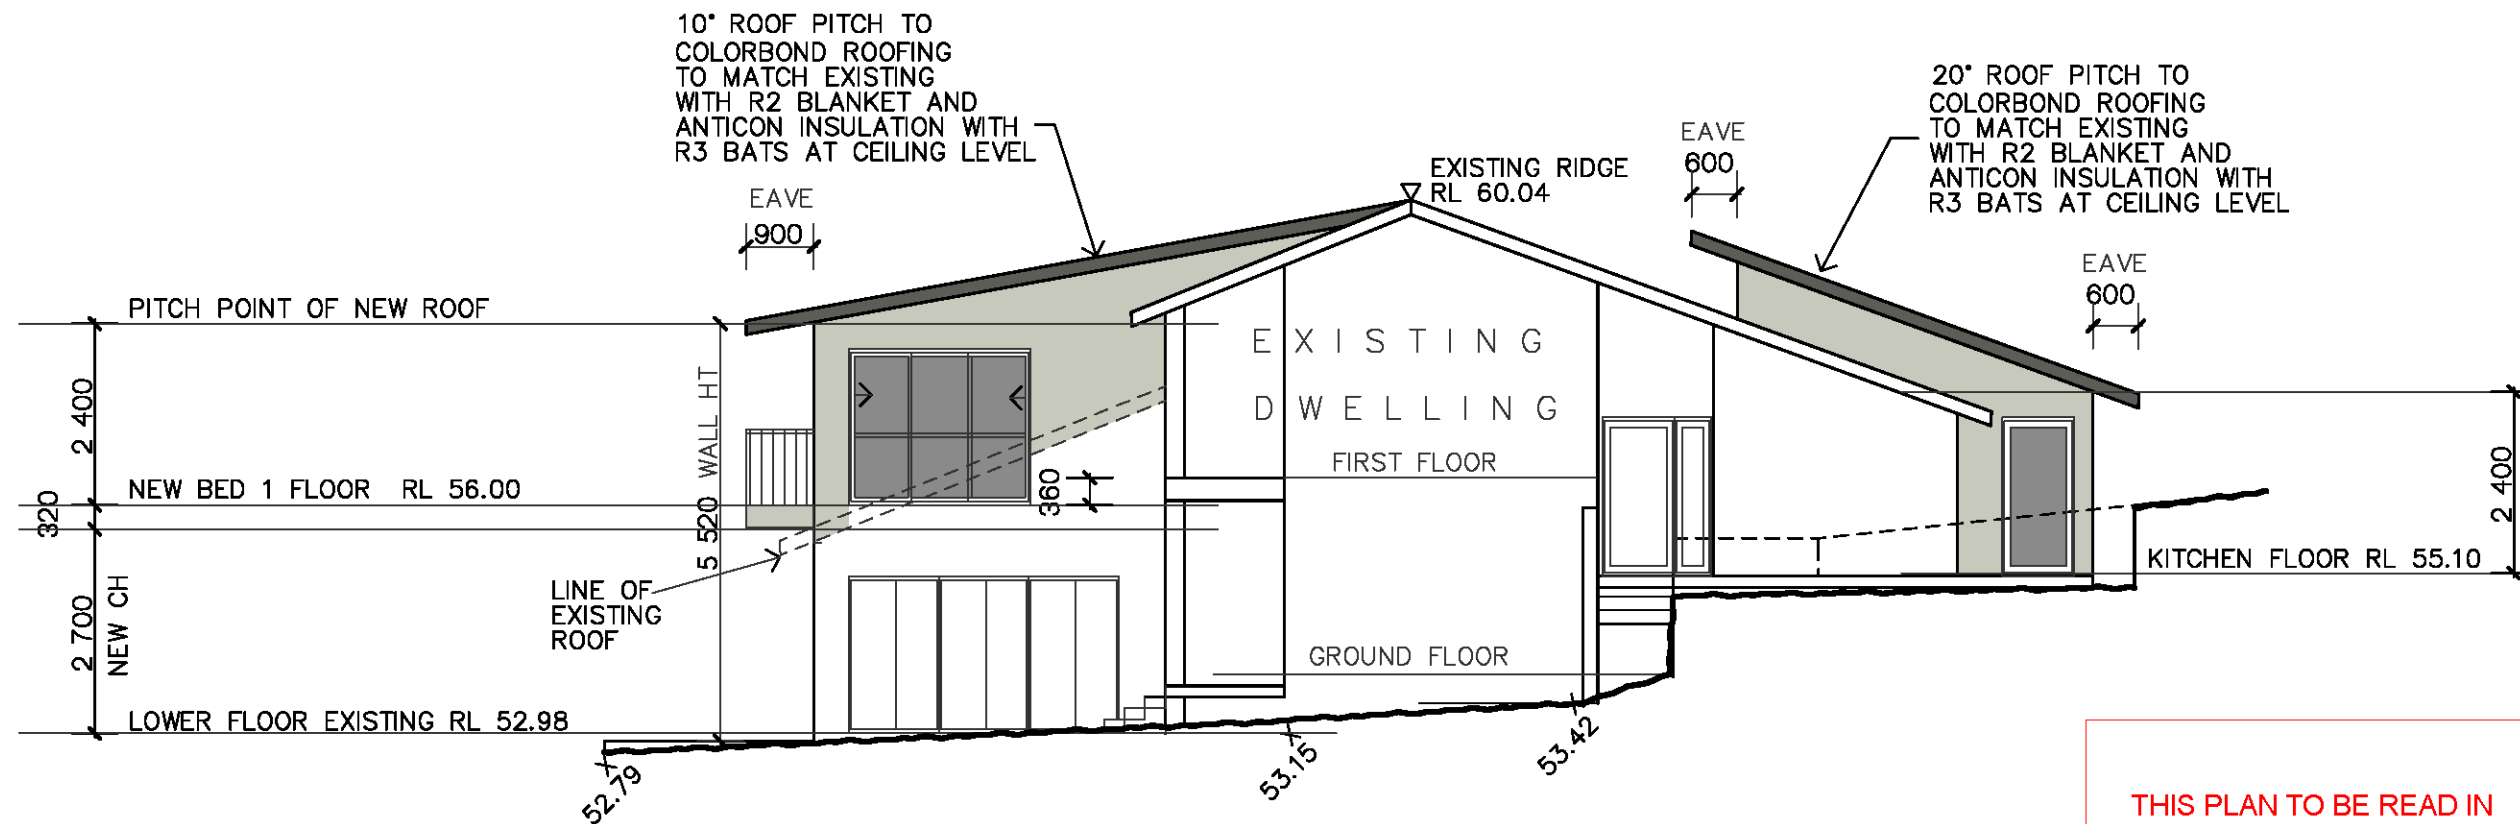 10° ROOF PITCH TO
COLORBOND ROOFING
TO MATCH EXISTING
WITH R2 BLANKET AND
ANTICON INSULATION WITH
R3 BATS AT CEILING LEVEL
20° ROOF PITCH TO
COLORBOND ROOFING
TO MATCH EXISTING
WITH R2 BLANKET AND
ANTICON INSULATION WITH
R3 BATS AT CEILING LEVEL
EAVE
600
EXISTING RIDGE
RL 60.04
EAVE
900
EAVE
600
PITCH POINT OF NEW ROOF
EXISTING
DWELLING
2 400
5 520 WALL HT
FIRST FLOOR
NEW BED 1 FLOOR RL 56.00
360
320
2 400
KITCHEN FLOOR RL 55.10
LINE OF
EXISTING
ROOF
2 700
NEW CH
GROUND FLOOR
LOWER FLOOR EXISTING RL 52.98
52.79
53.15
53.42
THIS PLAN TO BE READ IN